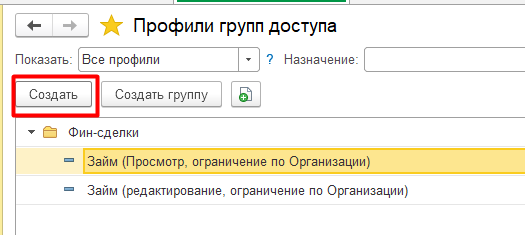 Профили групп доступа
Показать: Все профили ? Назначение:
Создать Создать группу
Фин-сделки
Займ (Просмотр, ограничение по Организации)
Займ (редактирование, ограничение по Организации)